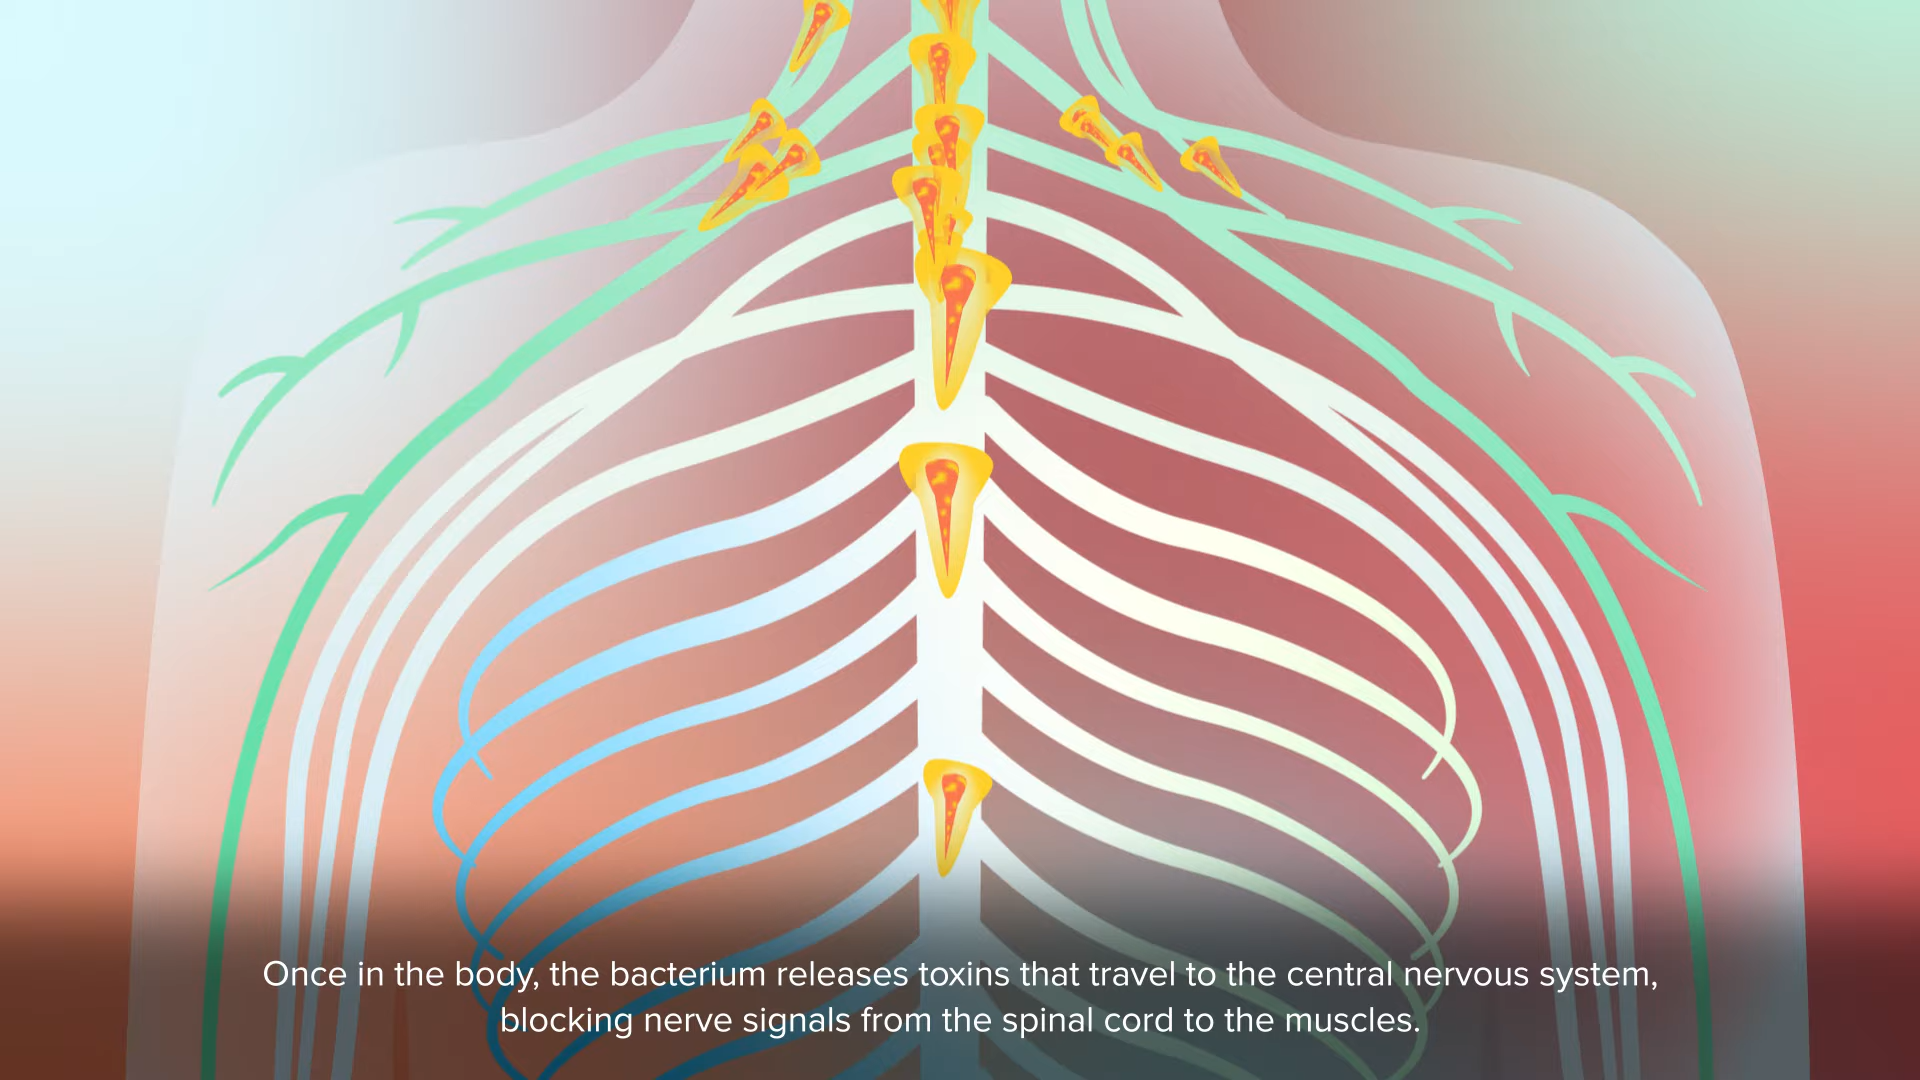 Once in the body, the bacterium releases toxins that travel to the central nervous system,
blocking nerve signals from the spinal cord to the muscles.